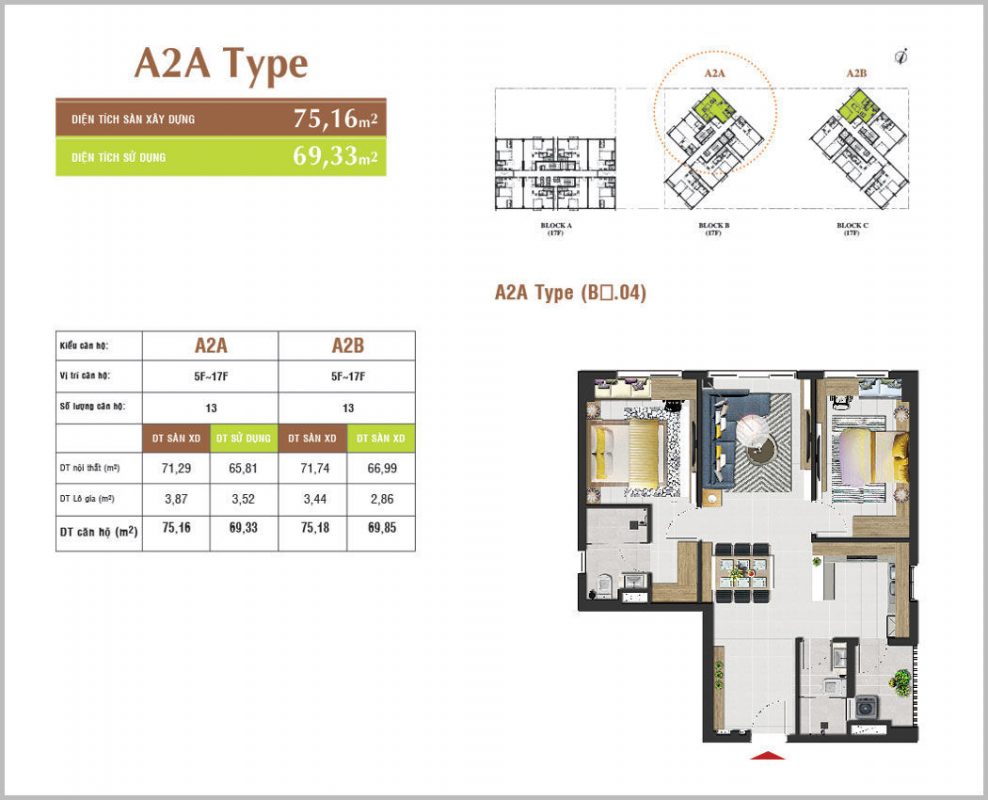 A2A Type
DIỆN TÍCH SÀN XÂY DỰNG 75,16m2
DIỆN TÍCH SỬ DỤNG 69,33m2
A2A A2B
BLOCK A
(17F)
BLOCK B
(17F)
BLOCK C
(17F)
A2A Type (B□.04)
Kiểu căn hộ: A2A A2B
Vị trí căn hộ: 5F~17F 5F~17F
Số lượng căn hộ: 13 13
DT SÀN XD DT SỬ DỤNG DT SÀN XD DT SÀN XD
DT nội thất (m²) 71,29 65,81 71,74 66,99
DT Lô gia (m²) 3,87 3,52 3,44 2,86
DT căn hộ (m2) 75,16 69,33 75,18 69,85